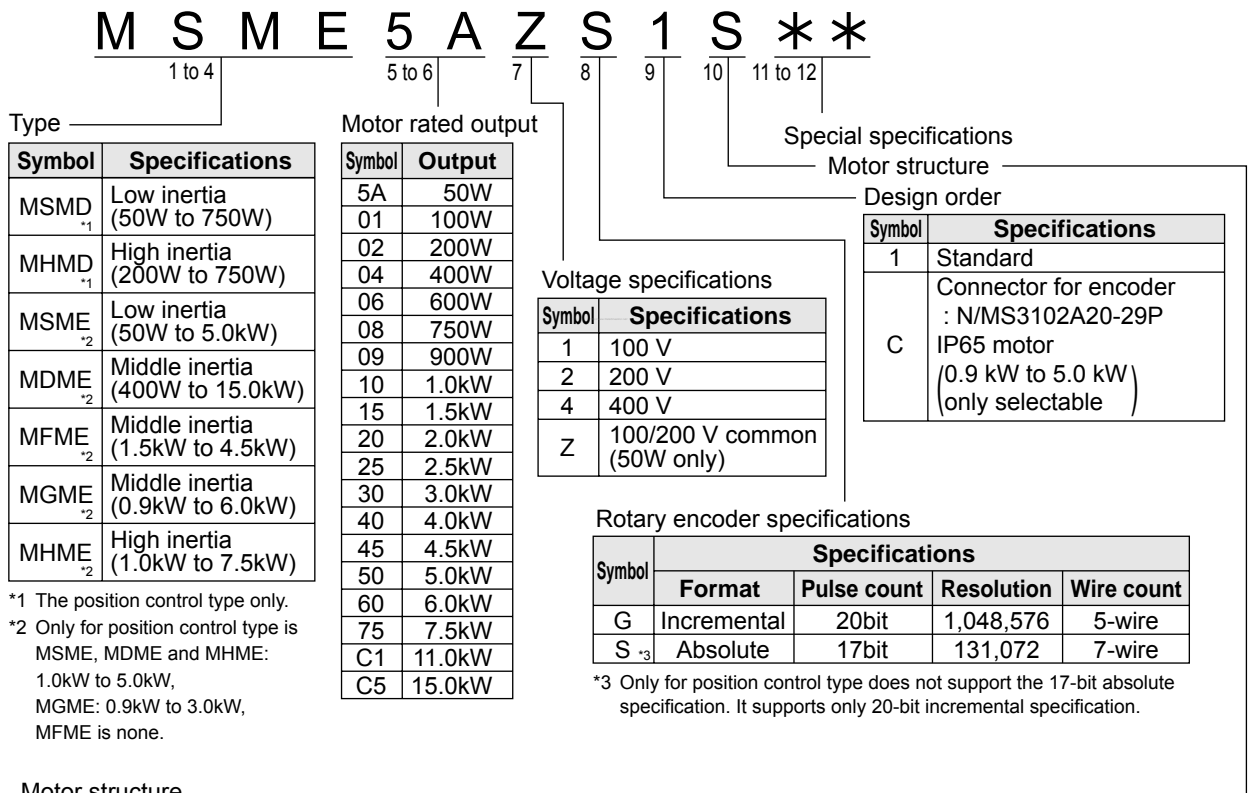 M S M E 5 A Z S 1 S * *
1 to 4 5 to 6 7 8 9 10 11 to 12
Type
Symbol Specifications
MSMD *1 Low inertia
(50W to 750W)
MHMD *1 High inertia
(200W to 750W)
MSME *2 Low inertia
(50W to 5.0kW)
MDME *2 Middle inertia
(400W to 15.0kW)
MFME *2 Middle inertia
(1.5kW to 4.5kW)
MGME *2 Middle inertia
(0.9kW to 6.0kW)
MHME *2 High inertia
(1.0kW to 7.5kW)
*1 The position control type only.
*2 Only for position control type is
MSME, MDME and MHME:
1.0kW to 5.0kW,
MGME: 0.9kW to 3.0kW,
MFME is none.
Motor rated output
Symbol Output
5A 50W
01 100W
02 200W
04 400W
06 600W
08 750W
09 900W
10 1.0kW
15 1.5kW
20 2.0kW
25 2.5kW
30 3.0kW
40 4.0kW
45 4.5kW
50 5.0kW
60 6.0kW
75 7.5kW
C1 11.0kW
C5 15.0kW
Voltage specifications
Symbol Specifications
1 100 V
2 200 V
4 400 V
Z 100/200 V common
(50W only)
Special specifications
Motor structure
Design order
Symbol Specifications
1 Standard
C Connector for encoder
: N/MS3102A20-29P
IP65 motor
(0.9 kW to 5.0 kW
only selectable)
Rotary encoder specifications
Symbol Specifications
Format Pulse count Resolution Wire count
G Incremental 20bit 1,048,576 5-wire
S *3 Absolute 17bit 131,072 7-wire
*3 Only for position control type does not support the 17-bit absolute
specification. It supports only 20-bit incremental specification.
Motor structure